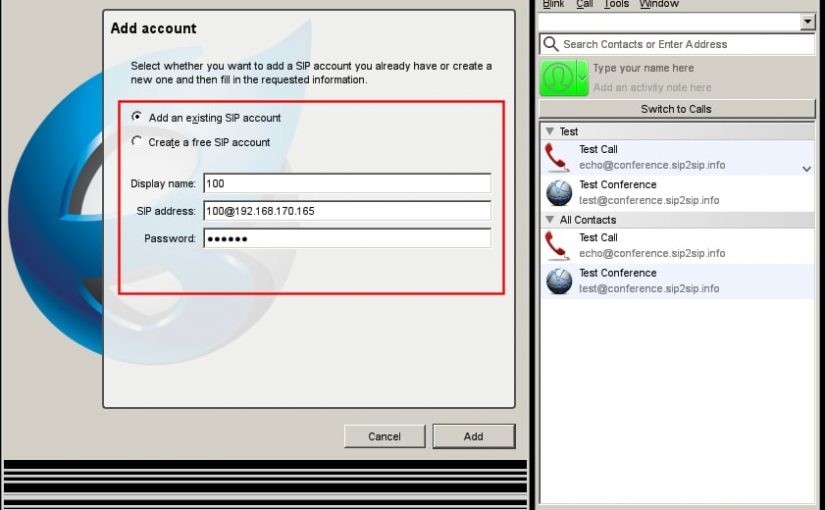 Add account
Select whether you want to add a SIP account you already have or create a
new one and then fill in the requested information.
Add an existing SIP account
Create a free SIP account
Display name: 100
SIP address: 100@192.168.170.165
Password: ●●●●●●
Cancel Add
Blink Call Tools Window
Search Contacts or Enter Address
Type your name here
Add an activity note here
Switch to Calls
Test
Test Call
echo@conference.sip2sip.info
Test Conference
test@conference.sip2sip.info
All Contacts
Test Call
echo@conference.sip2sip.info
Test Conference
test@conference.sip2sip.info